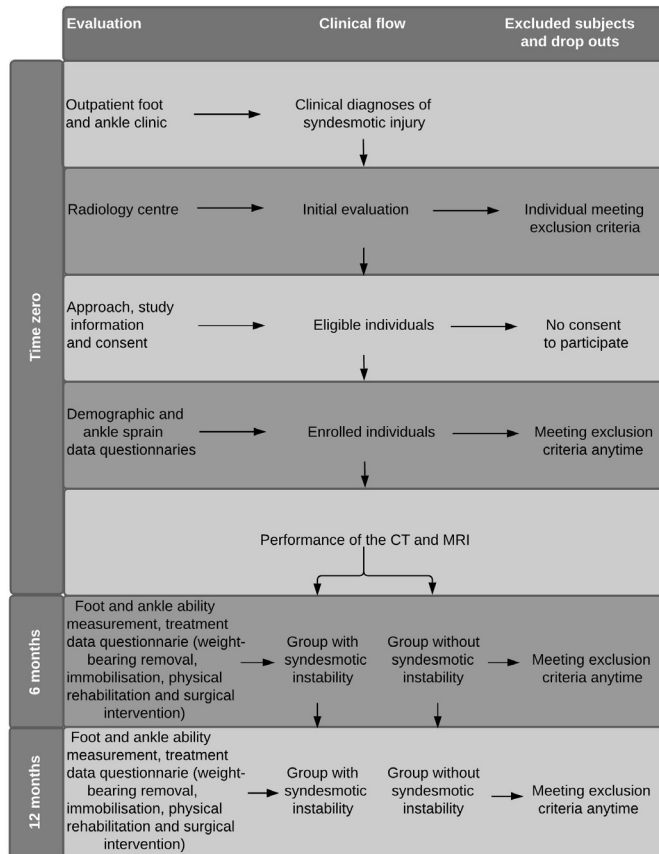 Evaluation
Clinical flow
Excluded subjects
and drop outs
Time zero
Outpatient foot
and ankle clinic
Clinical diagnoses of
syndesmotic injury
Radiology centre
Initial evaluation
Individual meeting
exclusion criteria
Approach, study
information
and consent
Eligible individuals
No consent
to participate
Demographic and
ankle sprain
data questionnaries
Enrolled individuals
Meeting exclusion
criteria anytime
Performance of the CT and MRI
6 months
Foot and ankle ability
measurement, treatment
data questionnarie (weight-
bearing removal,
immobilisation, physical
rehabilitation and surgical
intervention)
Group with
syndesmotic
instability
Group without
syndesmotic
instability
Meeting exclusion
criteria anytime
12 months
Foot and ankle ability
measurement, treatment
data questionnarie (weight-
bearing removal,
immobilisation, physical
rehabilitation and surgical
intervention)
Group with
syndesmotic
instability
Group without
syndesmotic
instability
Meeting exclusion
criteria anytime